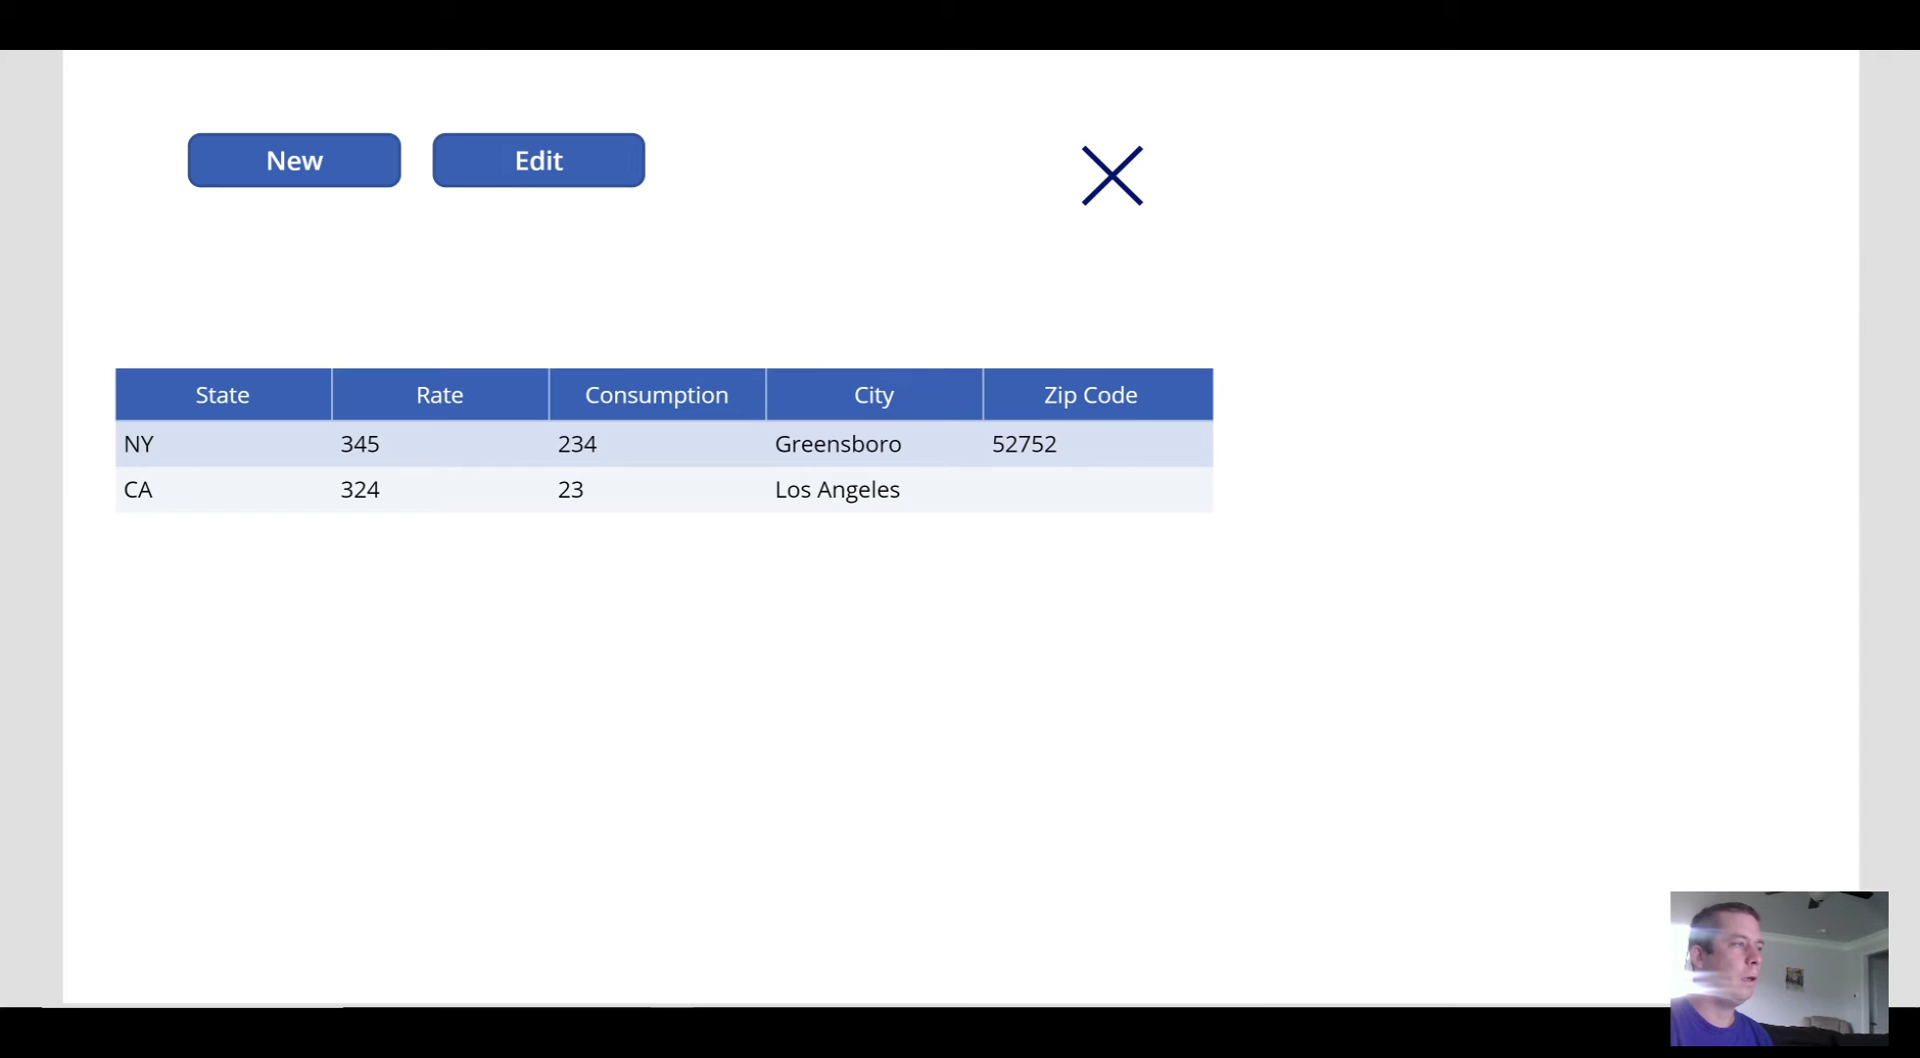 New Edit
State Rate Consumption City Zip Code
NY 345 234 Greensboro 52752
CA 324 23 Los Angeles